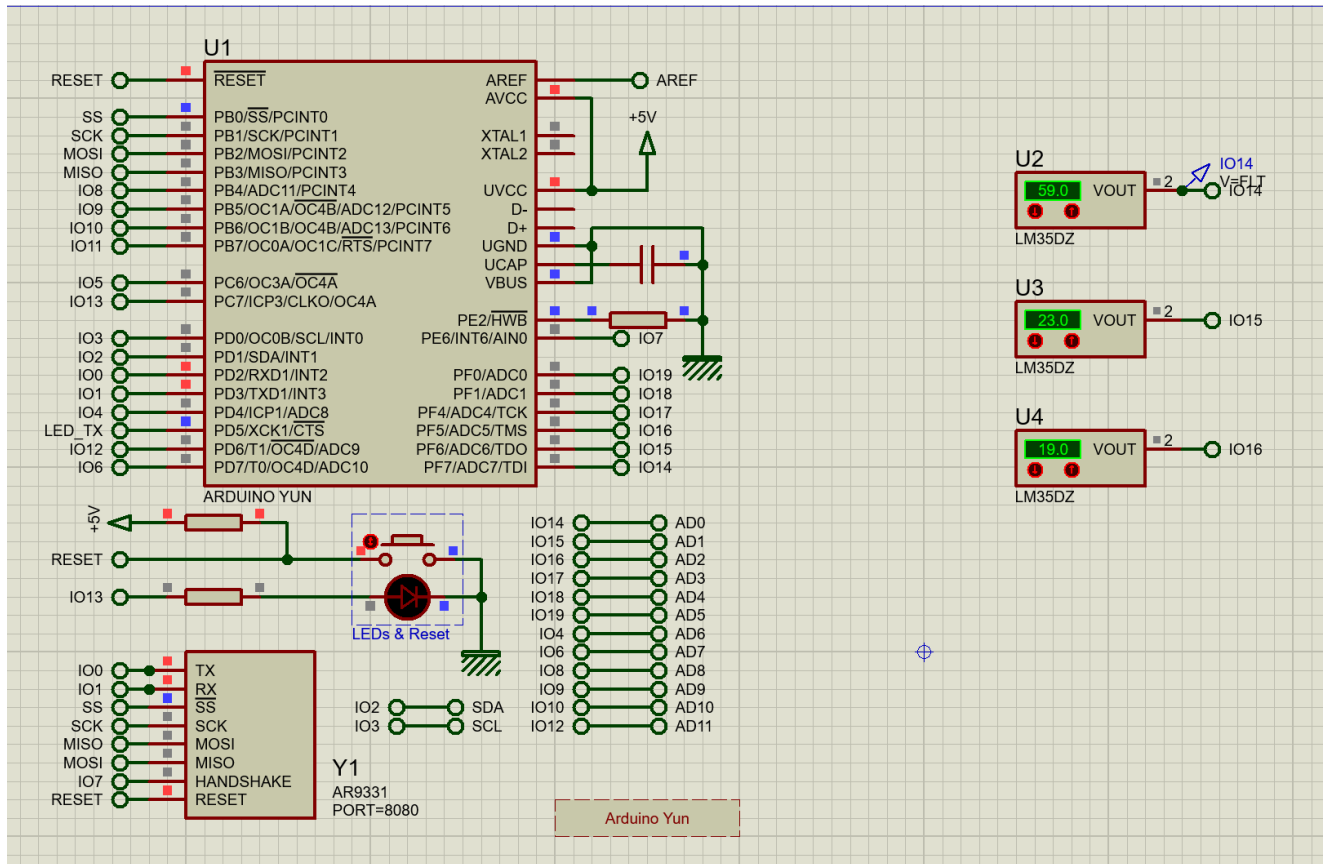 U1
RESET RESET
SS PB0/SS/PCINT0
SCK PB1/SCK/PCINT1
MOSI PB2/MOSI/PCINT2
MISO PB3/MISO/PCINT3
IO8 PB4/ADC11/PCINT4
IO9 PB5/OC1A/OC4B/ADC12/PCINT5
IO10 PB6/OC1B/OC4B/ADC13/PCINT6
IO11 PB7/OC0A/OC1C/RTS/PCINT7
IO5 PC6/OC3A/OC4A
IO13 PC7/ICP3/CLKO/OC4A
IO3 PD0/OC0B/SCL/INT0
IO2 PD1/SDA/INT1
IO0 PD2/RXD1/INT2
IO1 PD3/TXD1/INT3
IO4 PD4/ICP1/ADC8
LED_TX PD5/XCK1/CTS
IO12 PD6/T1/OC4D/ADC9
IO6 PD7/T0/OC4D/ADC10
AREF AREF
AVCC
+5V
XTAL1
XTAL2
UVCC
D-
D+
UGND
UCAP
VBUS
PE2/HWB
PE6/INT6/AIN0 IO7
PF0/ADC0 IO19
PF1/ADC1 IO18
PF4/ADC4/TCK IO17
PF5/ADC5/TMS IO16
PF6/ADC6/TDO IO15
PF7/ADC7/TDI IO14
ARDUINO YUN
U2
IO14
V=FLT
59.0 VOUT 2 IO14
LM35DZ
U3
23.0 VOUT 2 IO15
LM35DZ
U4
19.0 VOUT 2 IO16
LM35DZ
+5V
RESET
IO13
LEDs & Reset
IO14 AD0
IO15 AD1
IO16 AD2
IO17 AD3
IO18 AD4
IO19 AD5
IO4 AD6
IO6 AD7
IO8 AD8
IO9 AD9
IO10 AD10
IO12 AD11
IO2 SDA
IO3 SCL
IO0 TX
IO1 RX
SS SS
SCK SCK
MISO MOSI
MOSI MISO
IO7 HANDSHAKE
RESET RESET
Y1
AR9331
PORT=8080
Arduino Yun